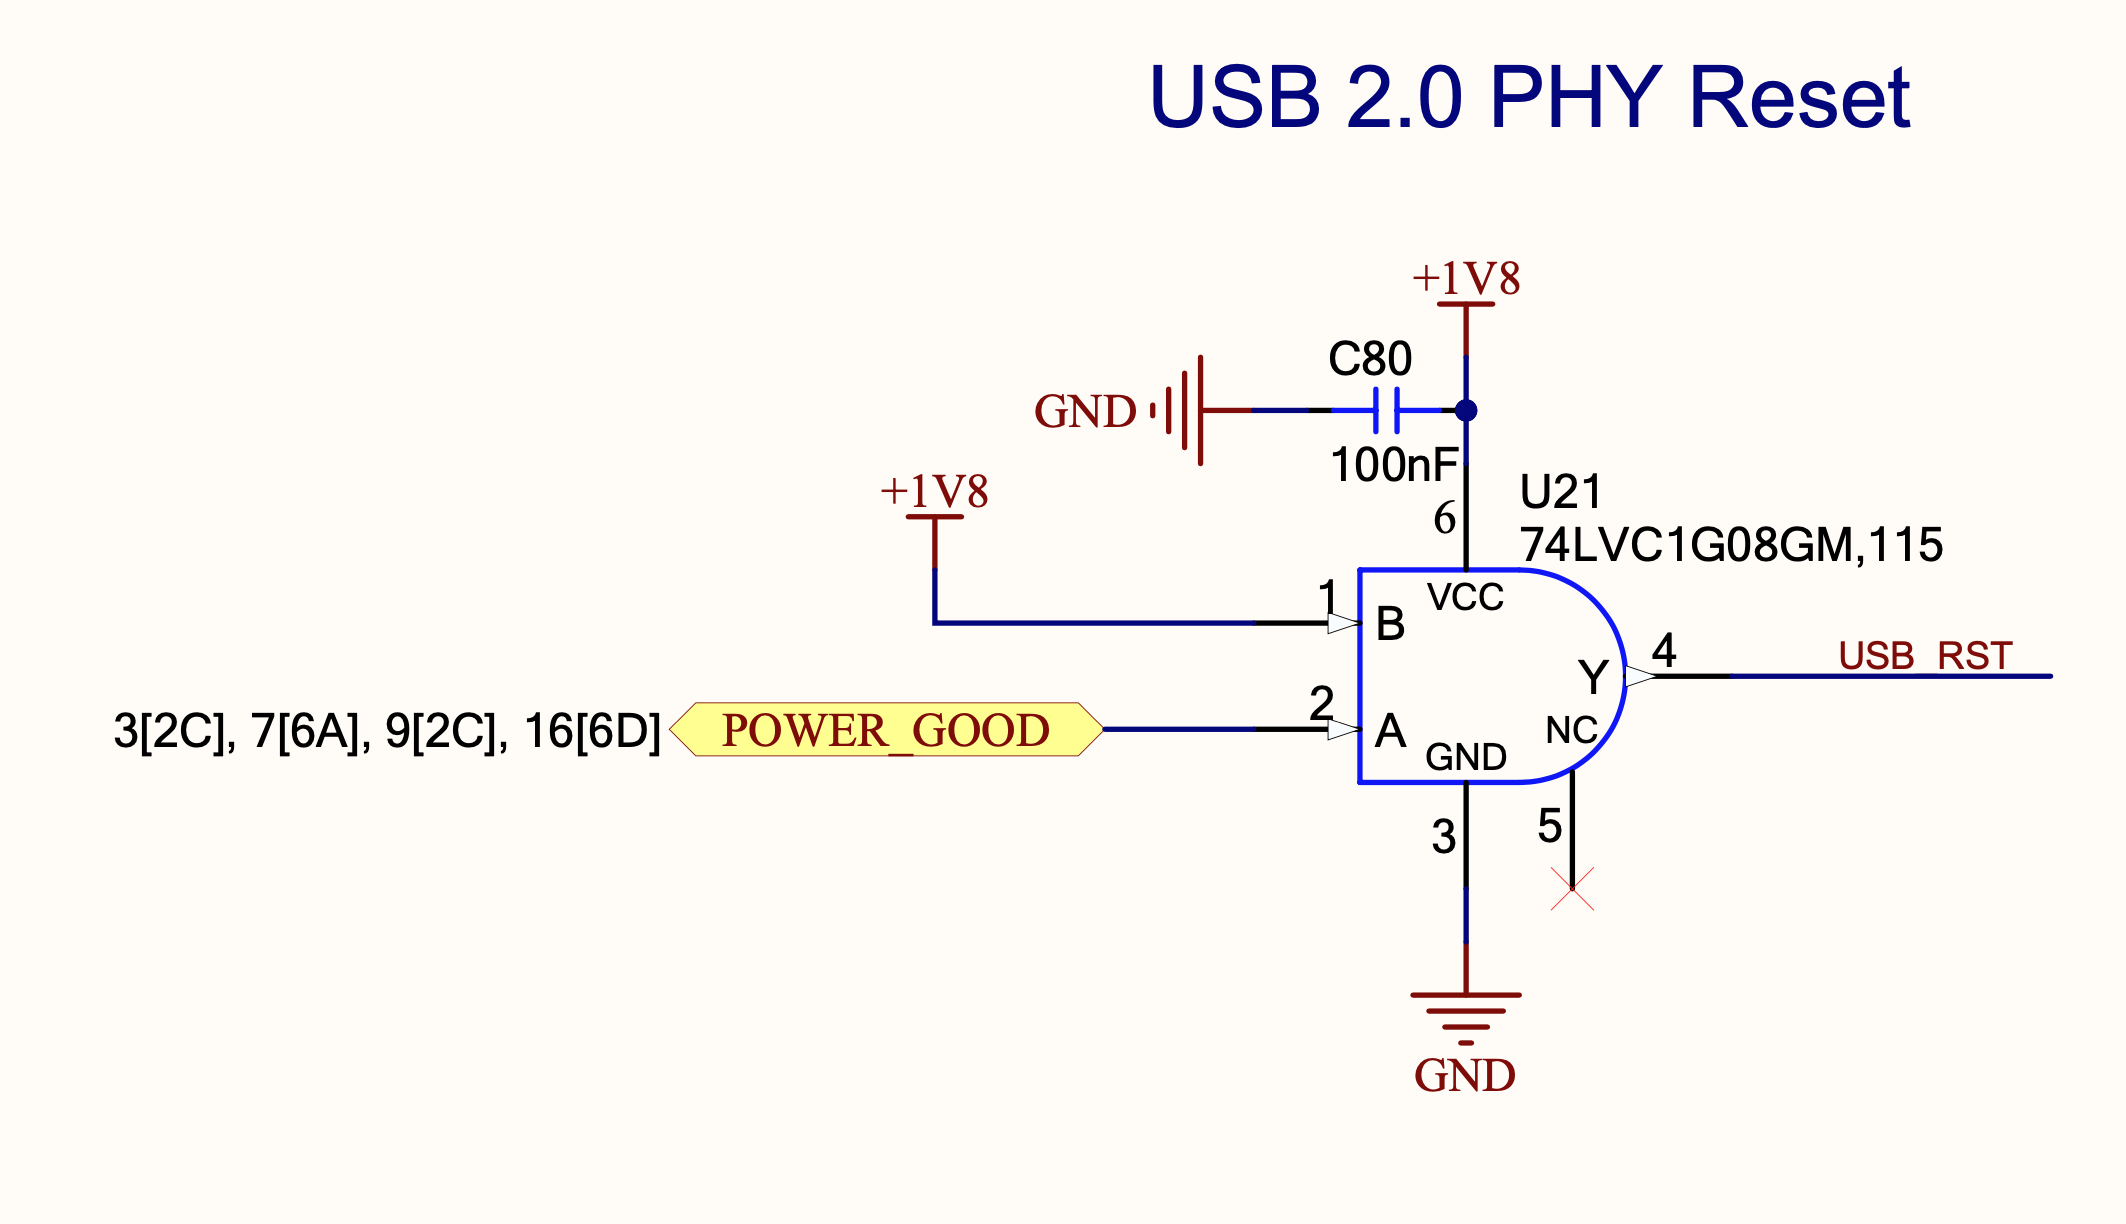 USB 2.0 PHY Reset
+1V8
C80
GND
100nF
+1V8
6
U21
74LVC1G08GM,115
1
VCC
B
4
USB_RST
Y
2
3[2C], 7[6A], 9[2C], 16[6D]
POWER_GOOD
A
NC
GND
3
5
GND